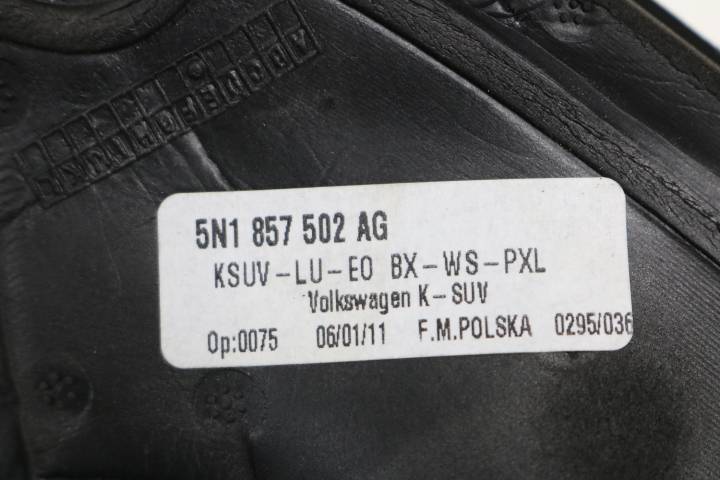 5N1 857 502 AG
KSUV-LU-EO BX-WS-PXL
Volkswagen K-SUV
Op:0075 06/01/11 F.M.POLSKA 0295/036